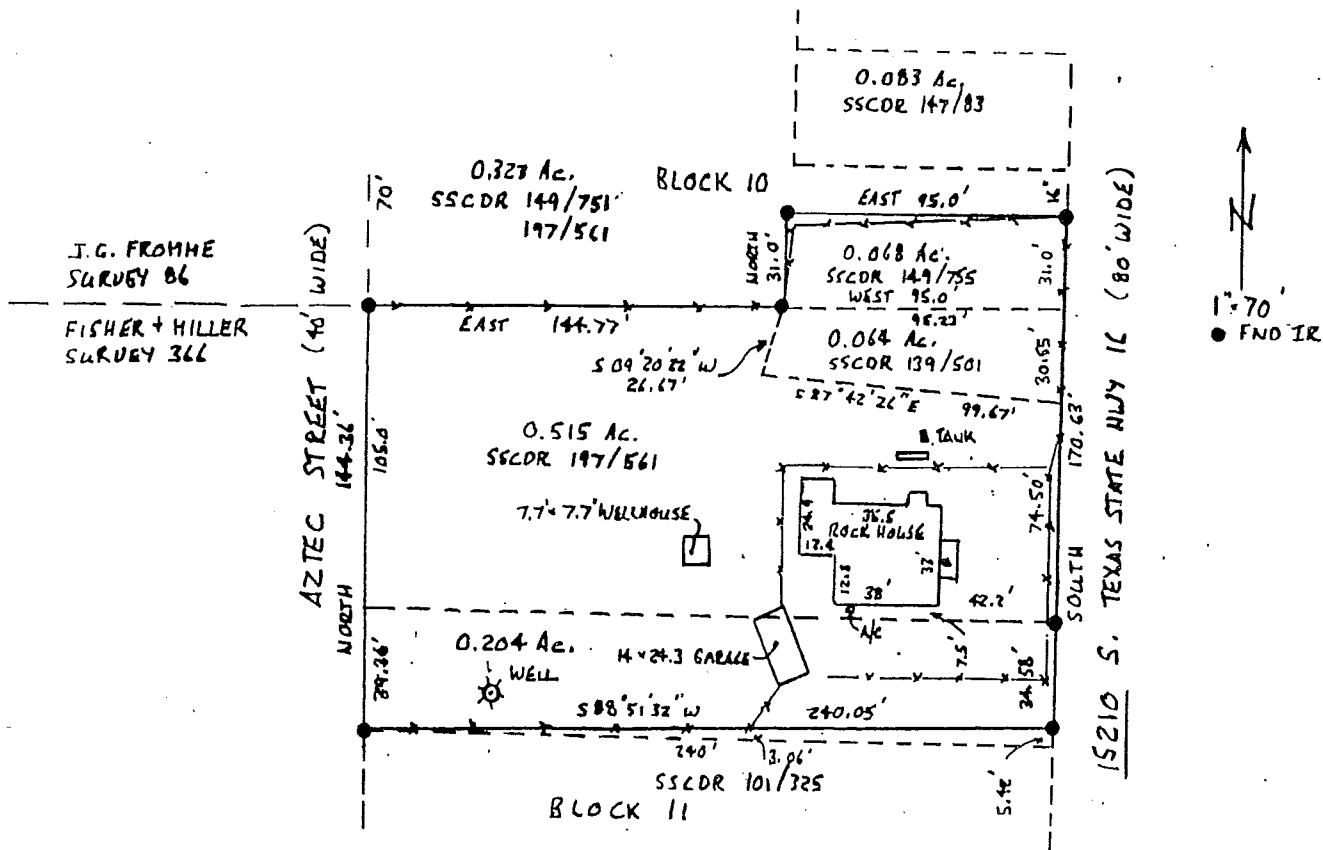 0.083 Ac.
SSCDR 147/83
0.328 Ac.
SSCDR 149/751
197/561
BLOCK 10
70'
EAST 95.0'
16"
J.G. FROMME
SURVEY 86
FISHER + MILLER
SURVEY 366
NORTH
31.0'
0.068 Ac.
SSCDR 149/755
WEST 95.0'
31.0'
N
1"=70'
FND IR
EAST 144.77'
95.23'
0.064 Ac.
SSCDR 139/501
30.55'
S 09°20'22" W
26.67'
S 87°42'26" E 99.67'
AZTEC STREET (40' WIDE)
144.36'
105.0'
0.515 Ac.
SSCDR 197/561
TANK
170.63'
74.50'
S. TEXAS STATE HWY 16 (80' WIDE)
7.7' x 7.7' WELLHOUSE
24.4
35.5
ROCK HOUSE
12.4
12.8
38'
A/C
42.2'
SOUTH
7.5'
NORTH
39.36'
0.204 Ac.
WELL
14 x 24.3 GARAGE
34.58'
S 88°51'32" W 240.05'
240'
3.06'
5.42'
SSCDR 101/325
BLOCK 11
15210